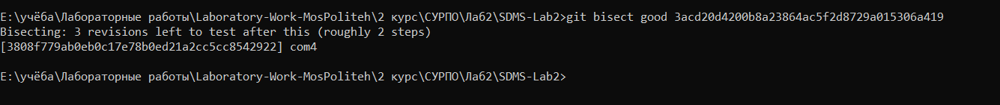 E:\учёба\Лабораторные работы\Laboratory-Work-MosPoliteh\2 курс\СУРПО\Лаб2\SDMS-Lab2>git bisect good 3acd20d4200b8a23864ac5f2d8729a015306a419
Bisecting: 3 revisions left to test after this (roughly 2 steps)
[3808f779ab0eb0c17e78b0ed21a2cc5cc8542922] com4
E:\учёба\Лабораторные работы\Laboratory-Work-MosPoliteh\2 курс\СУРПО\Лаб2\SDMS-Lab2>